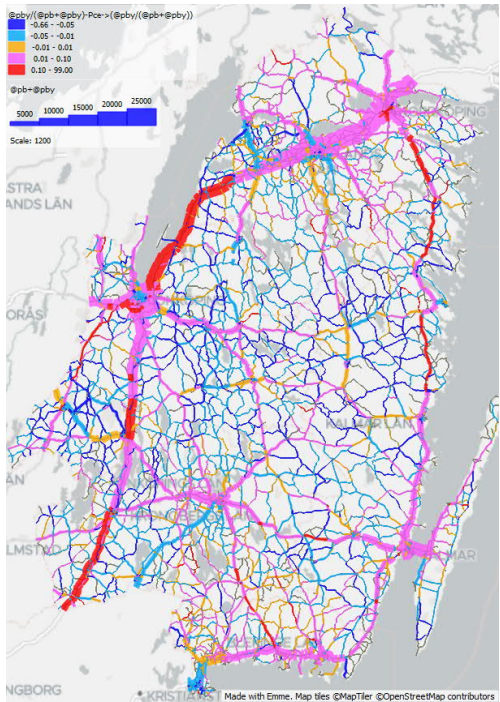 @pby/(@pb+@pby)-Pce->(@pby/(@pb+@pby))
-0.66 - -0.05
-0.05 - -0.01
-0.01 - 0.01
0.01 - 0.10
0.10 - 99.00
@pb+@pby
5000 10000 15000 20000 25000
Scale: 1200
ÖPING
ASTRA
ANDS LÄN
ORÅS
KALMAR LÄN
LMSTAD
MAR
NGBORG
KRISTIA
Made with Emme. Map tiles ©MapTiler ©OpenStreetMap contributors